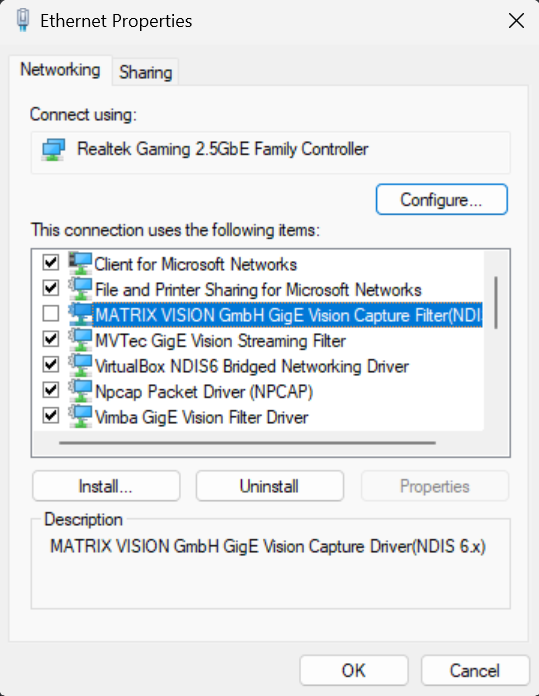 Ethernet Properties
Networking
Sharing
Connect using:
Realtek Gaming 2.5GbE Family Controller
Configure...
This connection uses the following items:
Client for Microsoft Networks
File and Printer Sharing for Microsoft Networks
MATRIX VISION GmbH GigE Vision Capture Filter(NDI
MVTec GigE Vision Streaming Filter
VirtualBox NDIS6 Bridged Networking Driver
Npcap Packet Driver (NPCAP)
Vimba GigE Vision Filter Driver
Install...
Uninstall
Properties
Description
MATRIX VISION GmbH GigE Vision Capture Driver(NDIS 6.x)
OK
Cancel